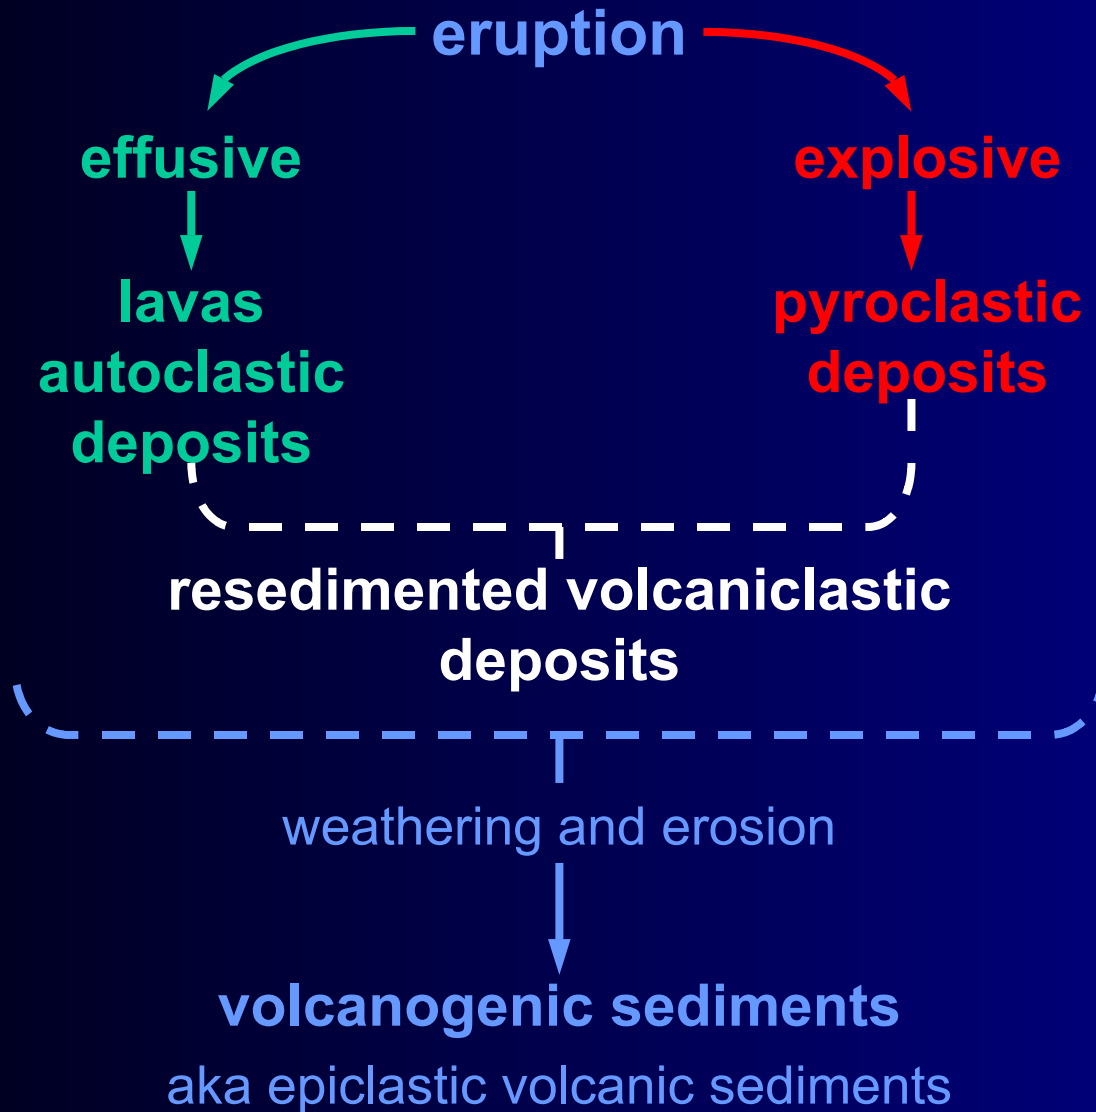 eruption
effusive
explosive
lavas
autoclastic
deposits
pyroclastic
deposits
resedimented volcaniclastic
deposits
weathering and erosion
volcanogenic sediments
aka epiclastic volcanic sediments